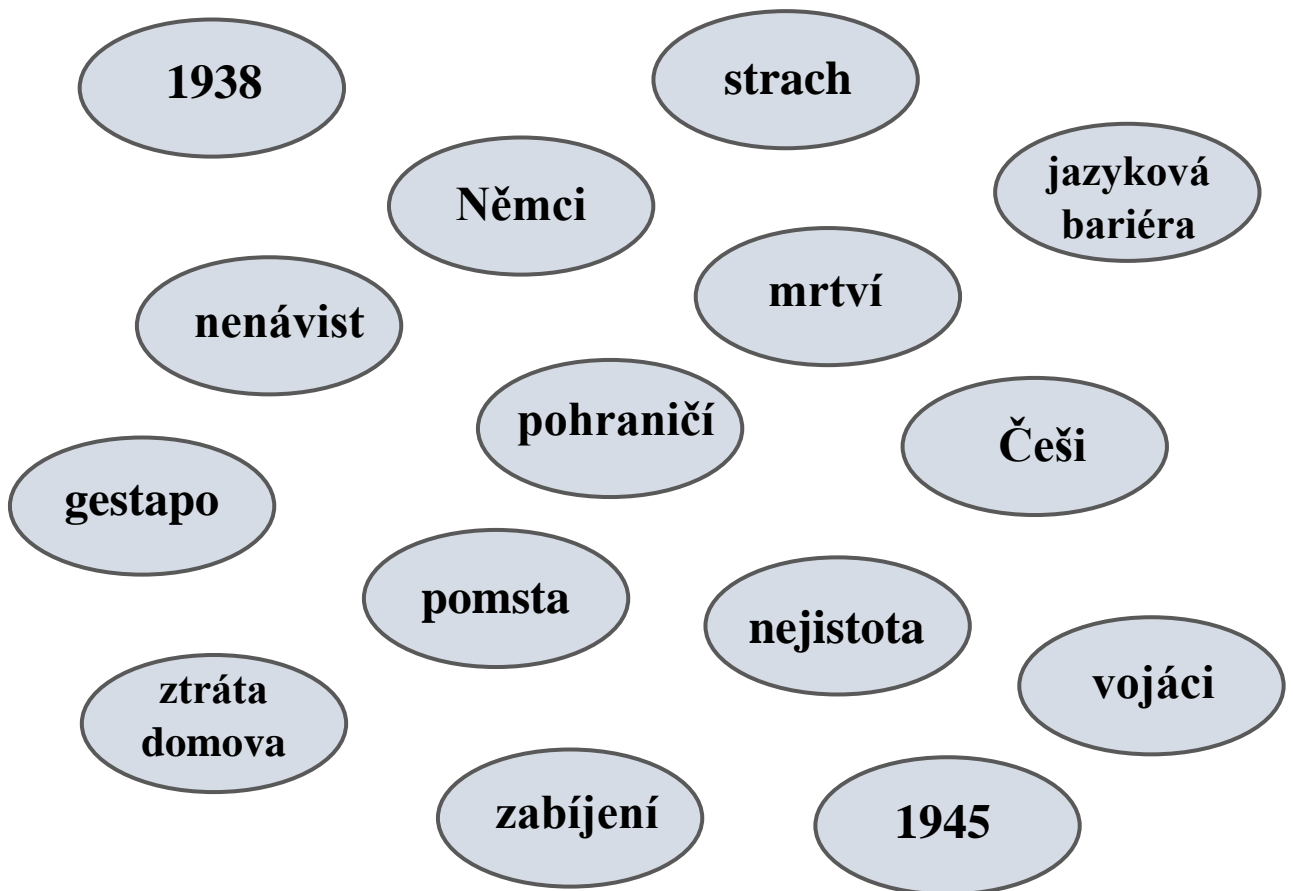 1938
strach
Němci
jazyková
bariéra
nenávist
mrtví
pohraničí
Češi
gestapo
pomsta
nejistota
ztráta
domova
vojáci
zabíjení
1945